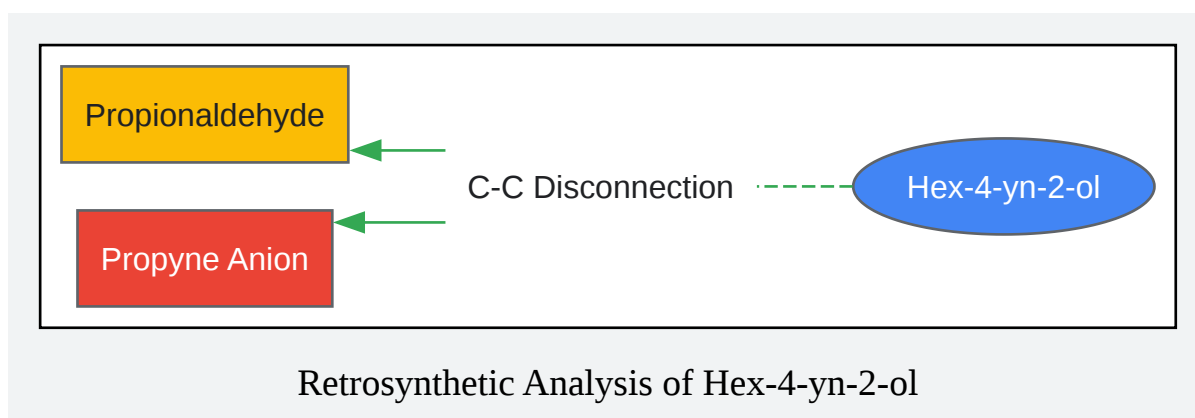 Propionaldehyde
C-C Disconnection
Hex-4-yn-2-ol
Propyne Anion
Retrosynthetic Analysis of Hex-4-yn-2-ol